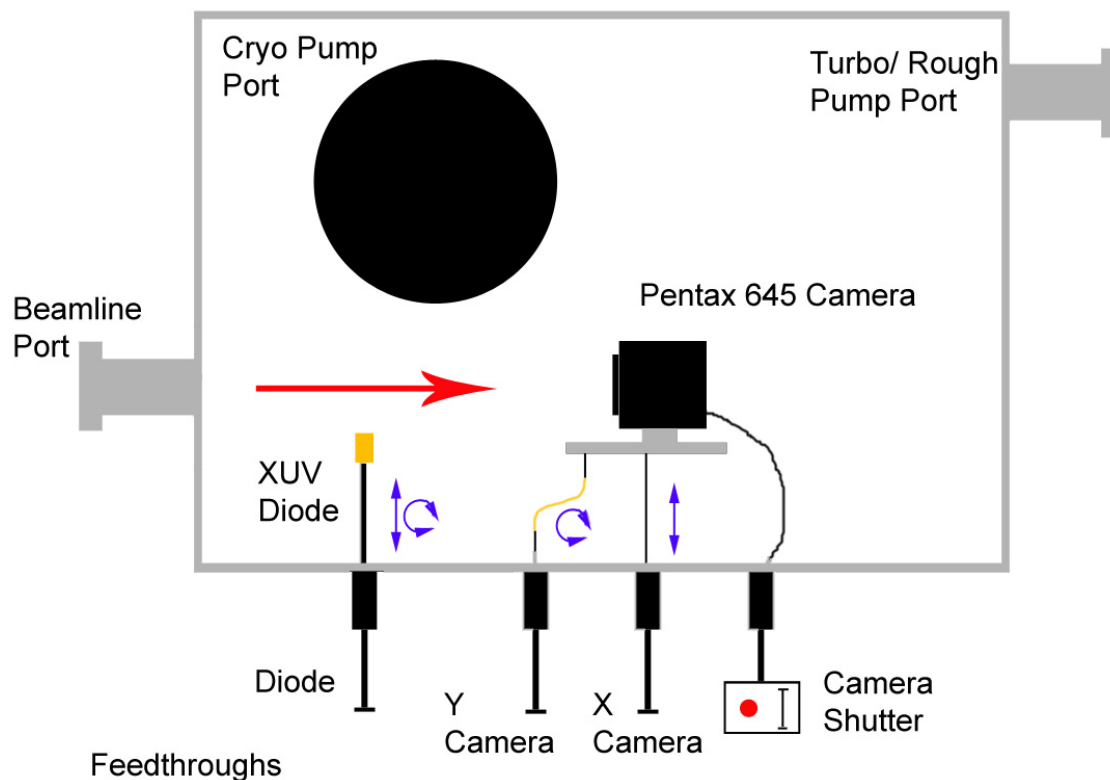 Cryo Pump
Port
Turbo/ Rough
Pump Port
Pentax 645 Camera
Beamline
Port
XUV
Diode
Diode
Y
Camera
X
Camera
Camera
Shutter
Feedthroughs